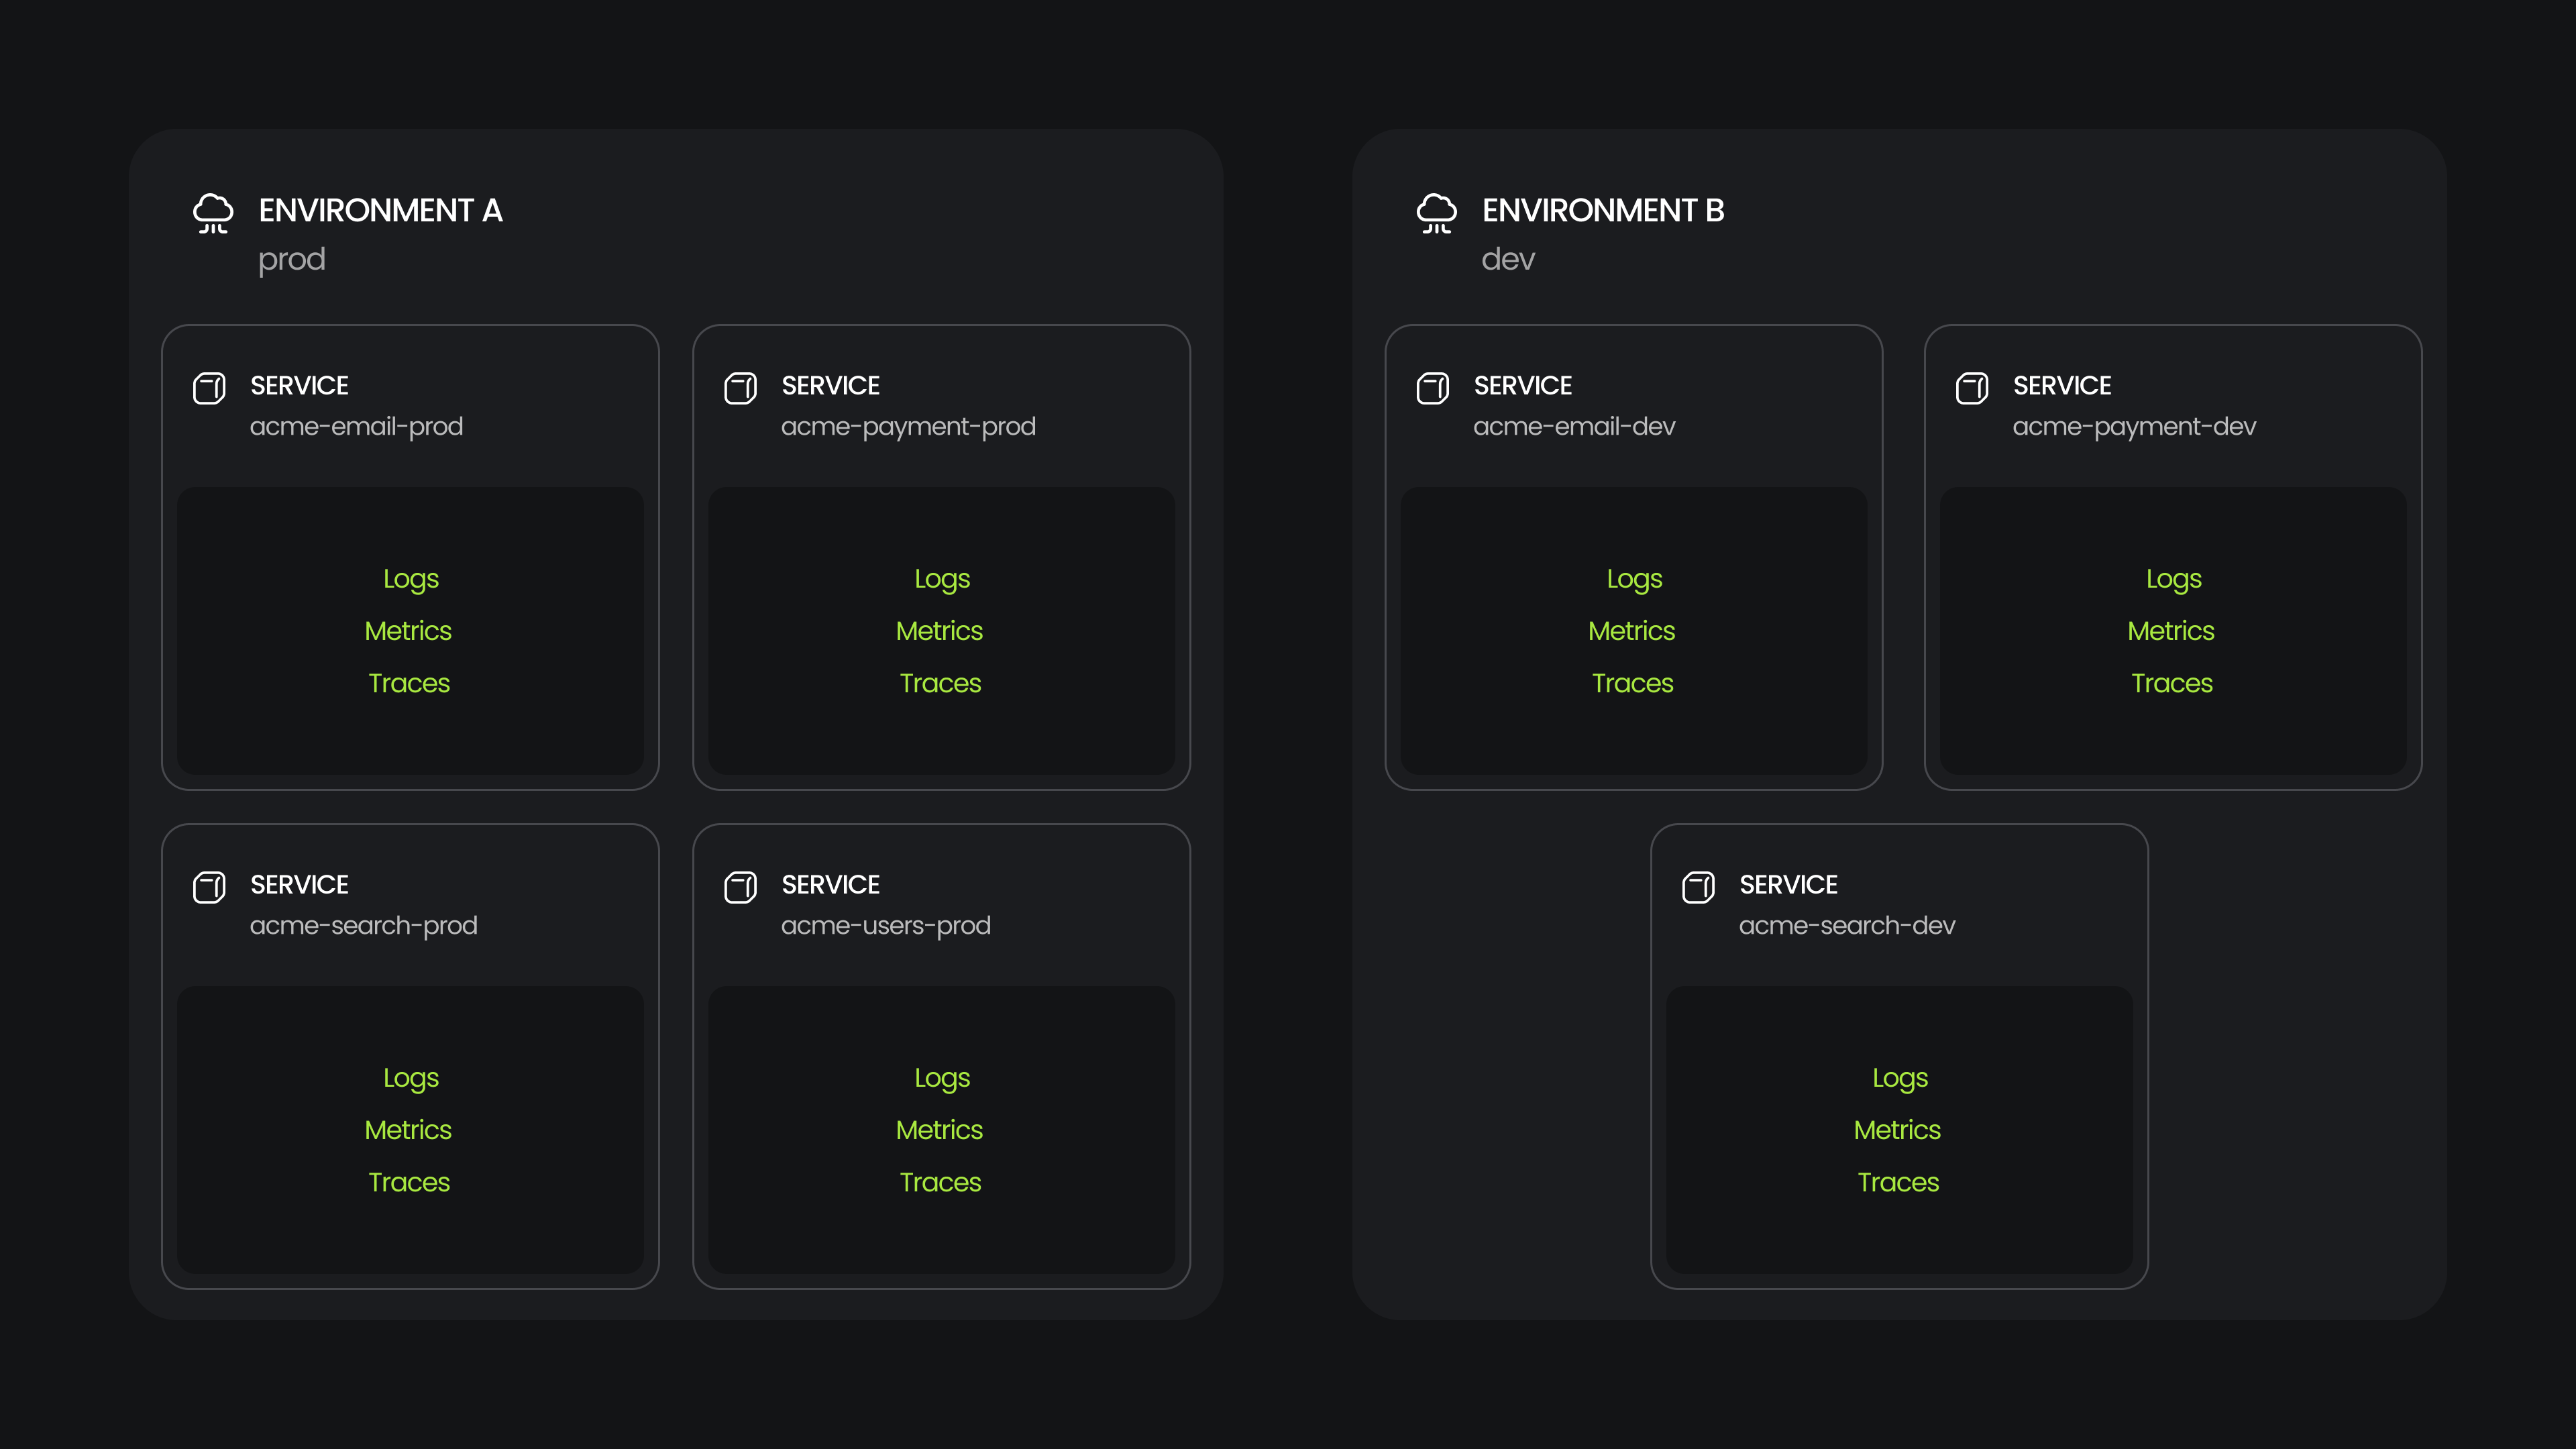 ENVIRONMENT A
prod
SERVICE
acme-email-prod
Logs
Metrics
Traces
SERVICE
acme-payment-prod
Logs
Metrics
Traces
SERVICE
acme-search-prod
Logs
Metrics
Traces
SERVICE
acme-users-prod
Logs
Metrics
Traces
ENVIRONMENT B
dev
SERVICE
acme-email-dev
Logs
Metrics
Traces
SERVICE
acme-payment-dev
Logs
Metrics
Traces
SERVICE
acme-search-dev
Logs
Metrics
Traces